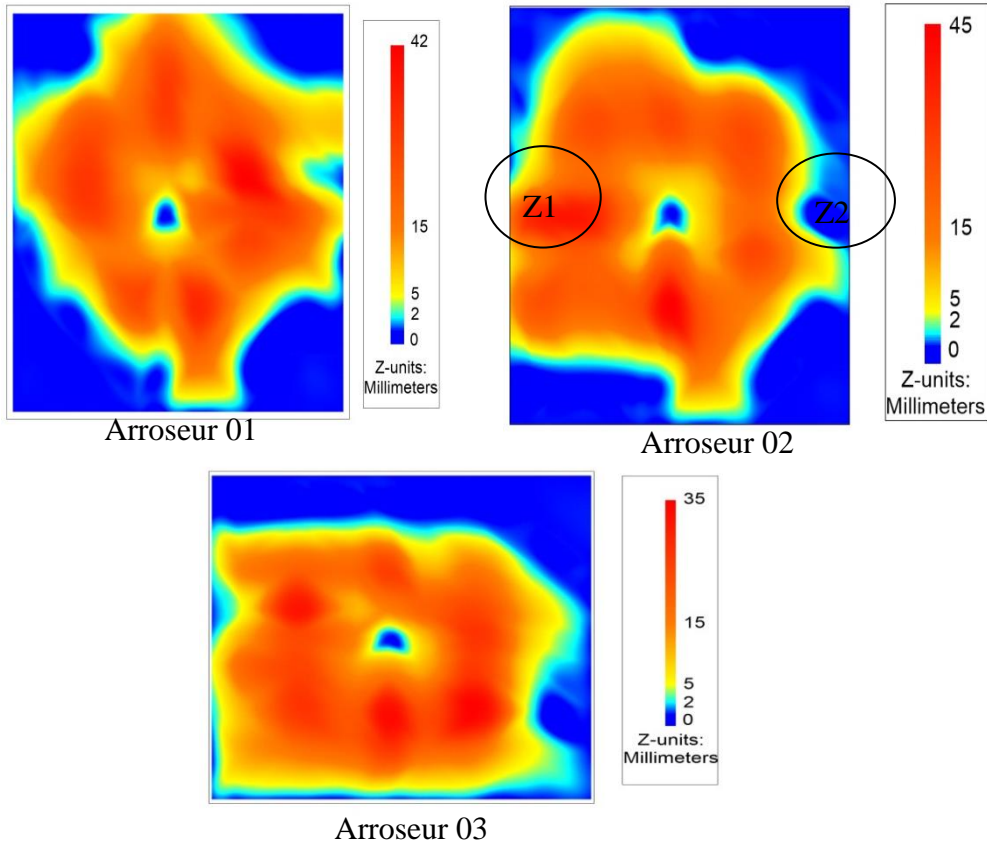 42
15
5
2
0
Z-units:
Millimeters
Arroseur 01
Z1
Z2
45
15
5
2
0
Z-units:
Millimeters
Arroseur 02
35
15
5
2
0
Z-units:
Millimeters
Arroseur 03